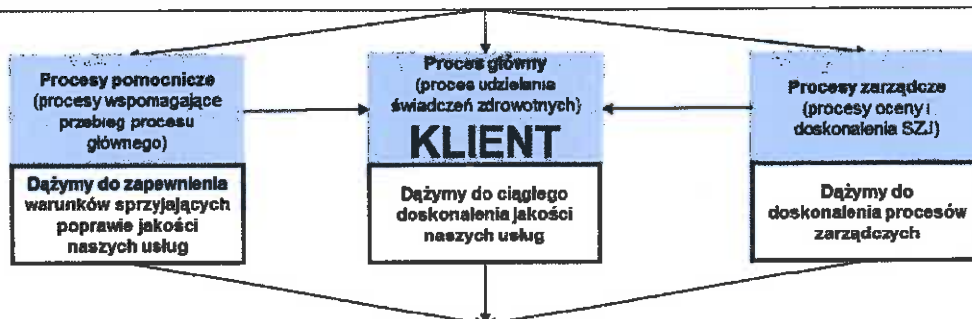 Procesy pomocnicze
(procesy wspomagające
przebieg procesu
głównego)
Dążymy do zapewnienia
warunków sprzyjających
poprawie jakości
naszych usług
Proces główny
(proces udzielania
świadczeń zdrowotnych)
KLIENT
Dążymy do ciągłego
doskonalenia jakości
naszych usług
Procesy zarządcze
(procesy oceny i
doskonalenia SZJ)
Dążymy do
doskonalenia procesów
zarządczych